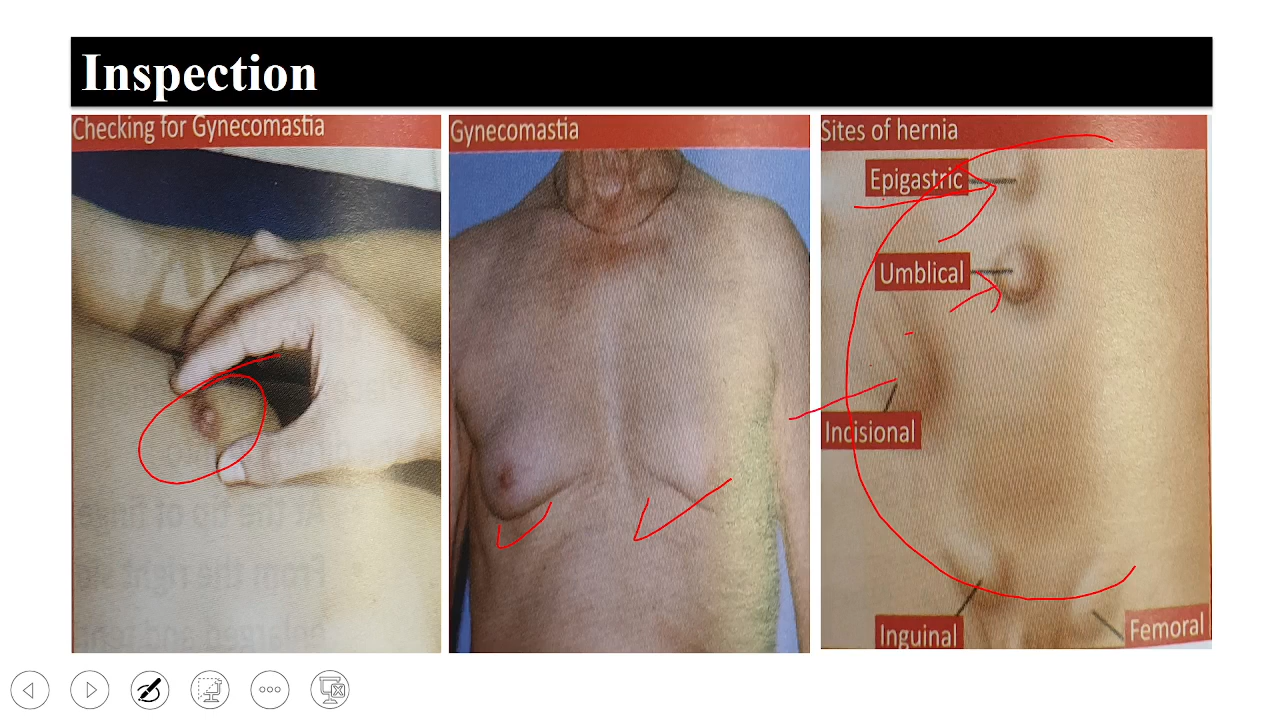 Inspection
Checking for Gynecomastia
Gynecomastia
Sites of hernia
Epigastric
Umblical
Incisional
Inguinal
Femoral